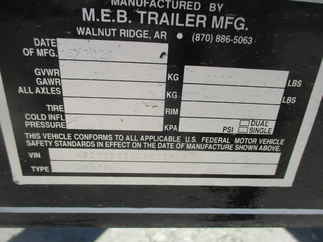 MANUFACTURED BY
M.E.B. TRAILER MFG.
WALNUT RIDGE, AR • (870) 886-5063
DATE
OF MFG.
GVWR KG LBS
GAWR
ALL AXLES KG LBS
TIRE RIM
COLD INFL
PRESSURE KPA PSI □ DUAL □ SINGLE
THIS VEHICLE CONFORMS TO ALL APPLICABLE U.S. FEDERAL MOTOR VEHICLE
SAFETY STANDARDS IN EFFECT ON THE DATE OF MANUFACTURE SHOWN ABOVE.
VIN
TYPE